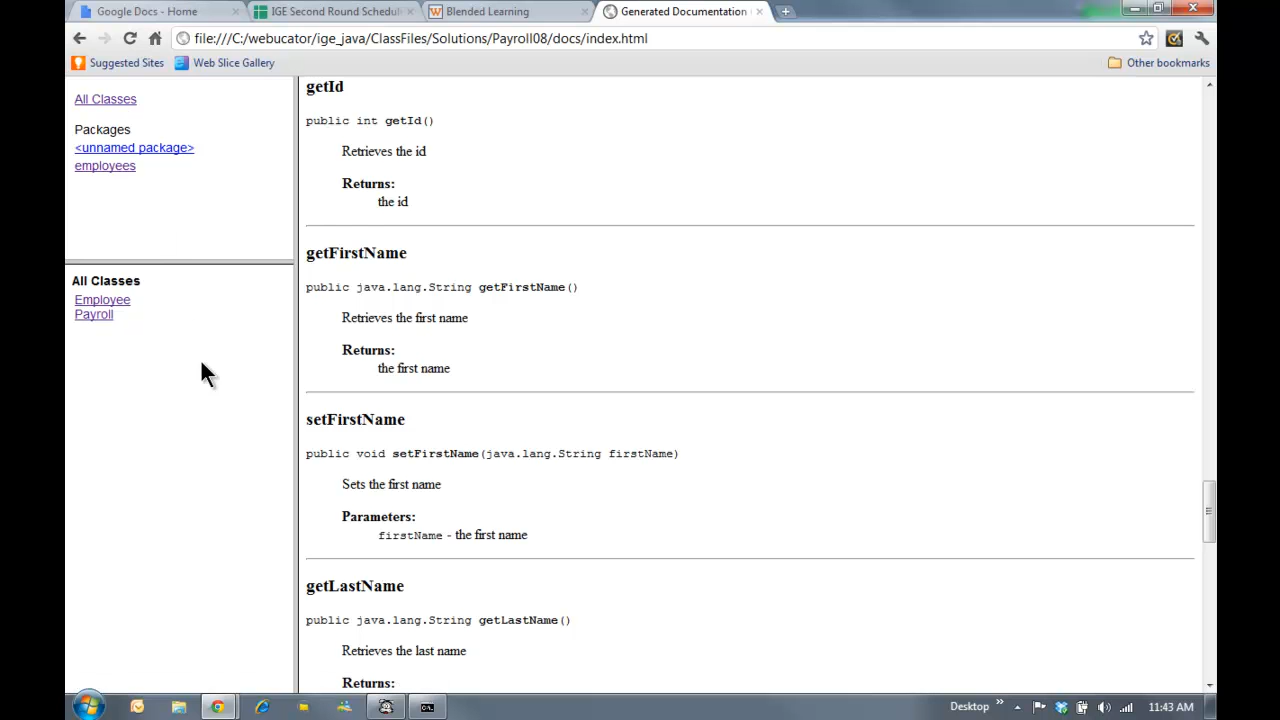 Google Docs - Home
IGE Second Round Schedul
Blended Learning
Generated Documentation
file:///C:/webucator/ige_java/ClassFiles/Solutions/Payroll08/docs/index.html
Suggested Sites
Web Slice Gallery
Other bookmarks
All Classes
Packages
<unnamed package>
employees
All Classes
Employee
Payroll
getId
public int getId()
Retrieves the id
Returns:
the id
getFirstName
public java.lang.String getFirstName()
Retrieves the first name
Returns:
the first name
setFirstName
public void setFirstName(java.lang.String firstName)
Sets the first name
Parameters:
firstName - the first name
getLastName
public java.lang.String getLastName()
Retrieves the last name
Returns:
Desktop
11:43 AM